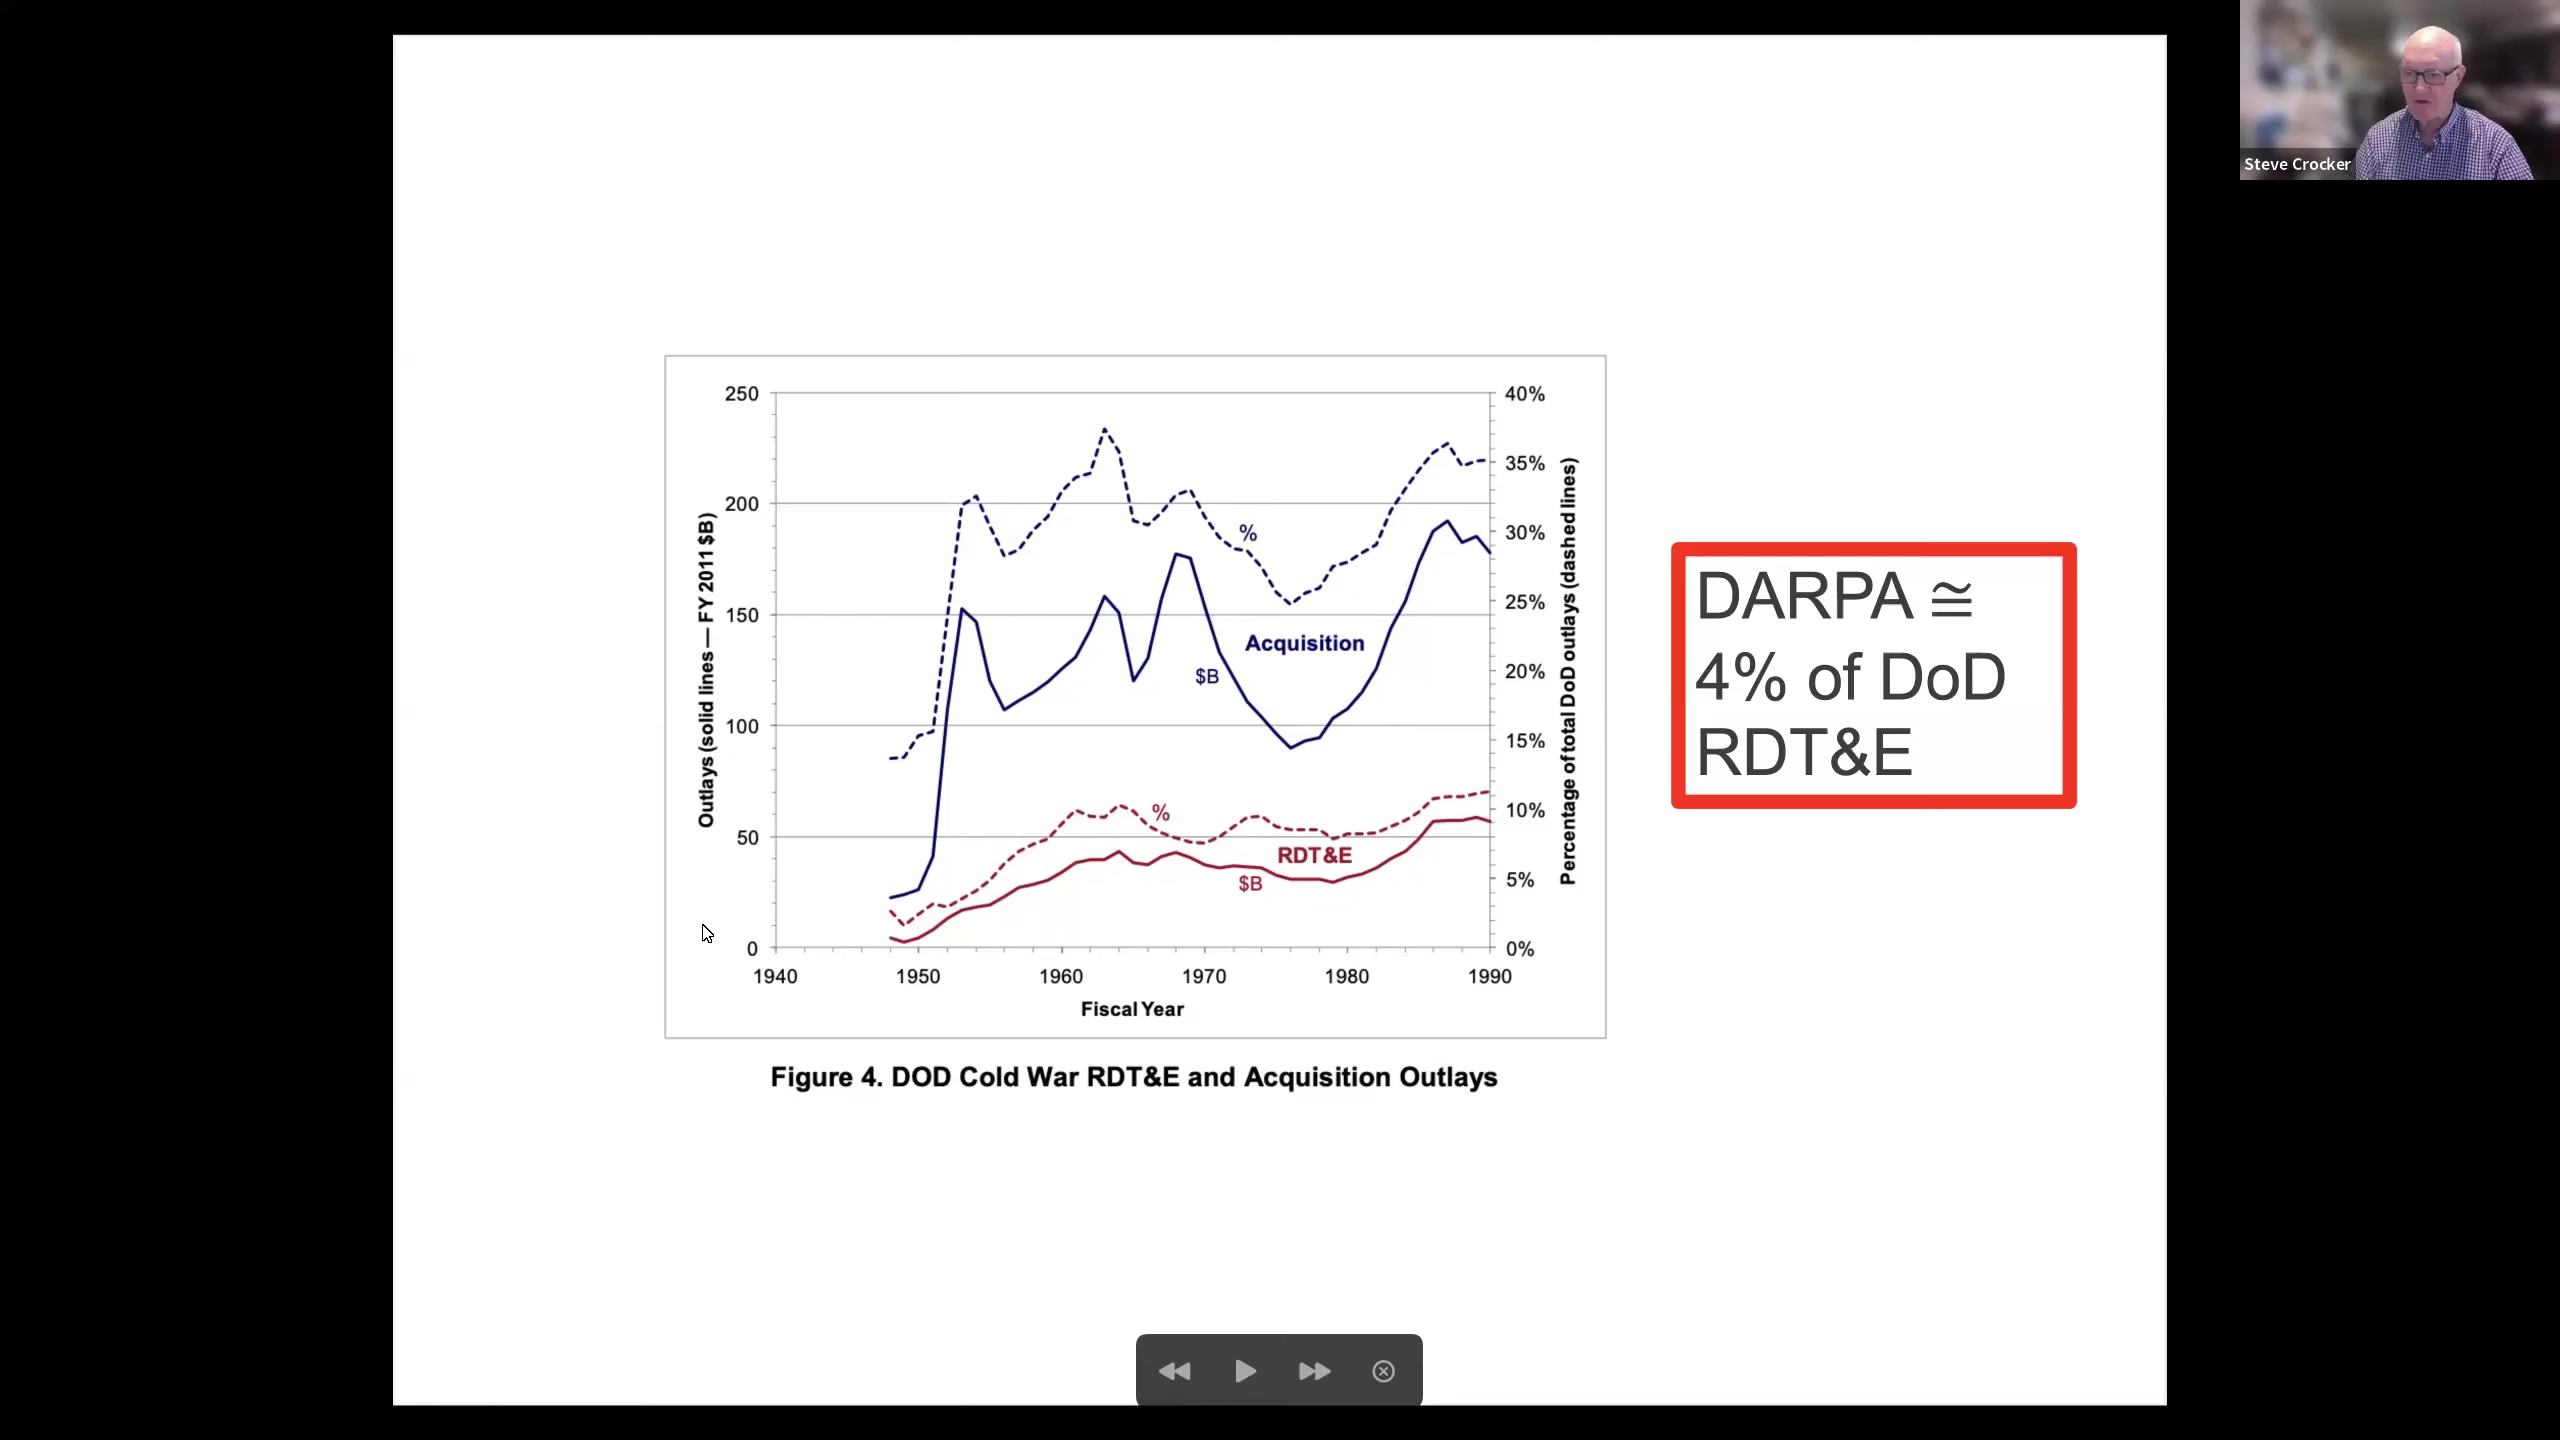 Steve Crocker
250
200
150
100
50
0
Outlays (solid lines — FY 2011 $B)
40%
35%
30%
25%
20%
15%
10%
5%
0%
Percentage of total DoD outlays (dashed lines)
%
Acquisition
$B
%
RDT&E
$B
1940 1950 1960 1970 1980 1990
Fiscal Year
Figure 4. DOD Cold War RDT&E and Acquisition Outlays
DARPA ≅
4% of DoD
RDT&E